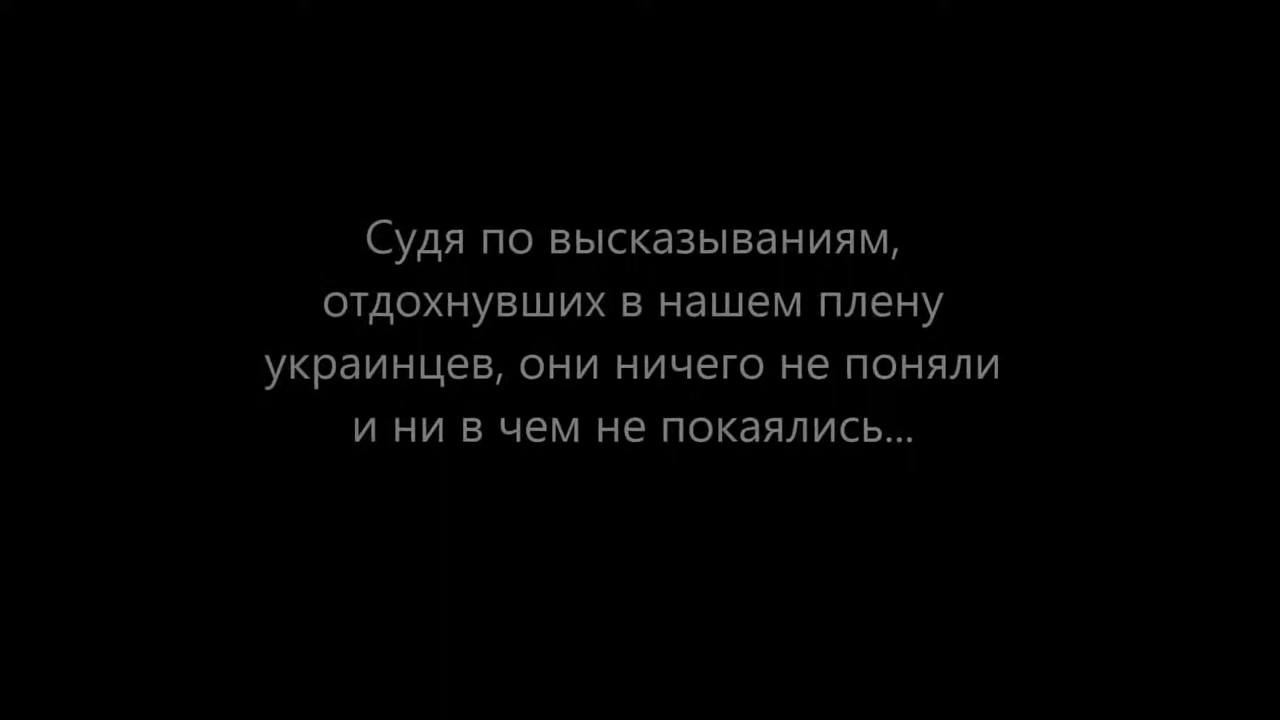 Судя по высказываниям,
отдохнувших в нашем плену
украинцев, они ничего не поняли
и ни в чем не покаялись...